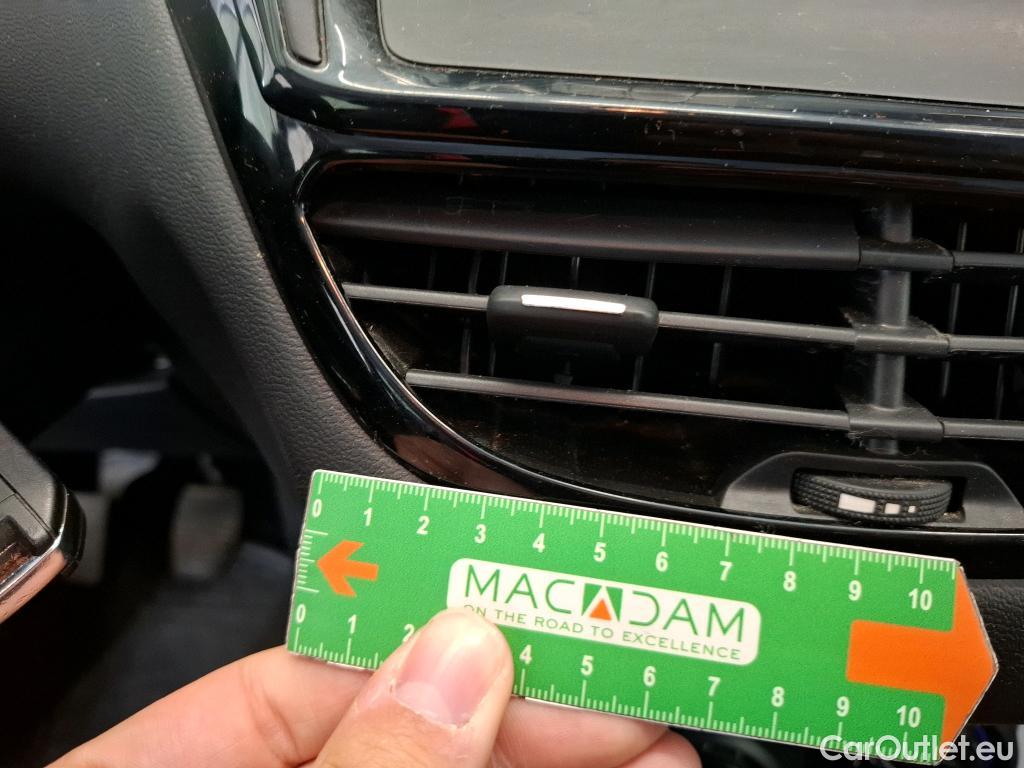 0 1 2 3 4 5 6 7 8 9 10
MACADAM
ON THE ROAD TO EXCELLENCE
0 1 2 4 5 6 7 8 9 10
CarOutlet.eu